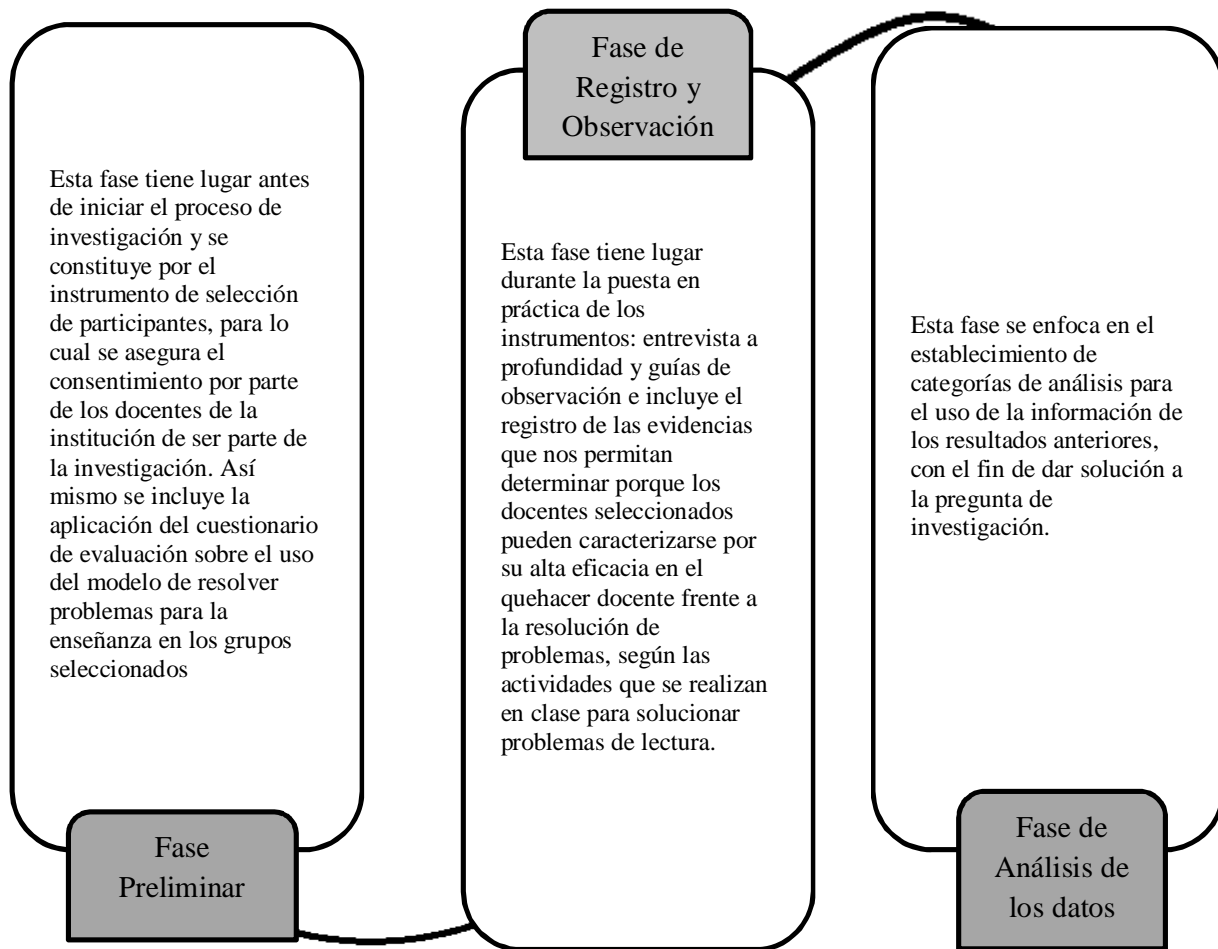 Esta fase tiene lugar antes
de iniciar el proceso de
investigación y se
constituye por el
instrumento de selección
de participantes, para lo
cual se asegura el
consentimiento por parte
de los docentes de la
institución de ser parte de
la investigación. Así
mismo se incluye la
aplicación del cuestionario
de evaluación sobre el uso
del modelo de resolver
problemas para la
enseñanza en los grupos
seleccionados
Fase
Preliminar
Fase de
Registro y
Observación
Esta fase tiene lugar
durante la puesta en
práctica de los
instrumentos: entrevista a
profundidad y guías de
observación e incluye el
registro de las evidencias
que nos permitan
determinar porque los
docentes seleccionados
pueden caracterizarse por
su alta eficacia en el
quehacer docente frente a
la resolución de
problemas, según las
actividades que se realizan
en clase para solucionar
problemas de lectura.
Esta fase se enfoca en el
establecimiento de
categorías de análisis para
el uso de la información de
los resultados anteriores,
con el fin de dar solución a
la pregunta de
investigación.
Fase de
Análisis de
los datos